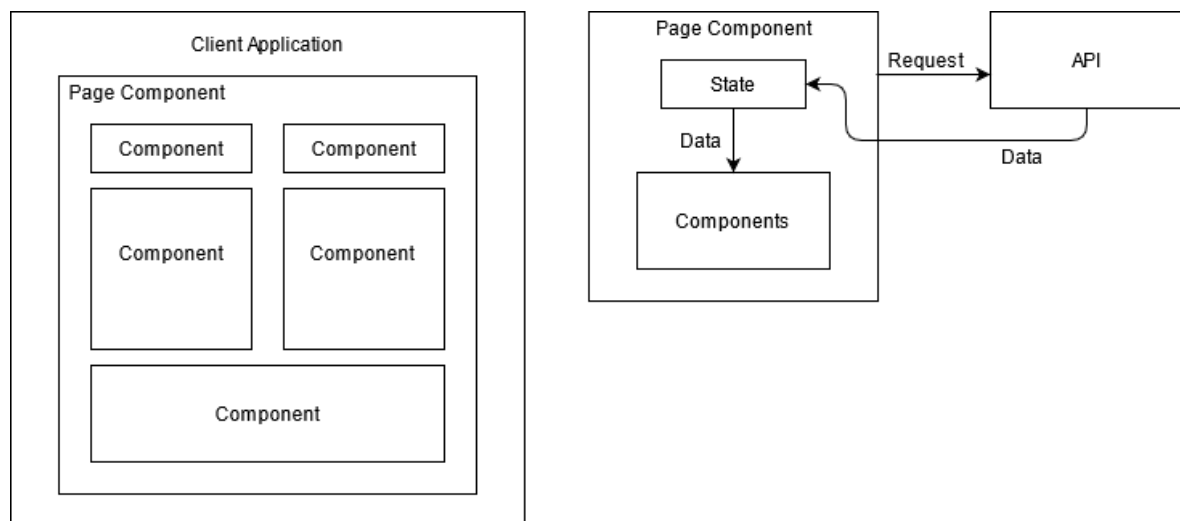 Client Application
Page Component
Component
Component
Component
Component
Component
Page Component
State
Data
Components
Request
API
Data